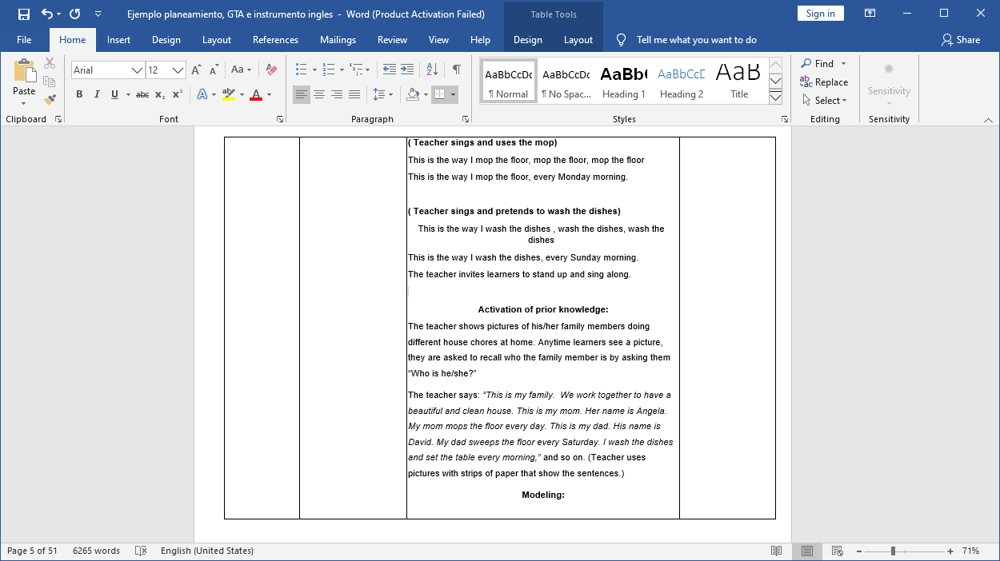 Ejemplo planeamiento, GTA e instrumento ingles - Word (Product Activation Failed)
Table Tools
Sign in
File
Home
Insert
Design
Layout
References
Mailings
Review
View
Help
Design
Layout
Tell me what you want to do
Share
Paste
Clipboard
Arial
12
Aa
B I U abc x₂ x²
A
ab
A
Font
Paragraph
AaBbCcDc
¶ Normal
AaBbCcDc
¶ No Spac...
AaBb(
Heading 1
AaBbCcD
Heading 2
AaB
Title
Styles
Find
Replace
Select
Editing
Sensitivity
Sensitivity
( Teacher sings and uses the mop)
This is the way I mop the floor, mop the floor, mop the floor
This is the way I mop the floor, every Monday morning.
( Teacher sings and pretends to wash the dishes)
This is the way I wash the dishes , wash the dishes, wash the
dishes
This is the way I wash the dishes, every Sunday morning.
The teacher invites learners to stand up and sing along.
Activation of prior knowledge:
The teacher shows pictures of his/her family members doing
different house chores at home. Anytime learners see a picture,
they are asked to recall who the family member is by asking them
“Who is he/she?”
The teacher says: “This is my family.  We work together to have a
beautiful and clean house. This is my mom. Her name is Angela.
My mom mops the floor every day. This is my dad. His name is
David. My dad sweeps the floor every Saturday. I wash the dishes
and set the table every morning,” and so on. (Teacher uses
pictures with strips of paper that show the sentences.)
Modeling:
Page 5 of 51
6265 words
English (United States)
71%